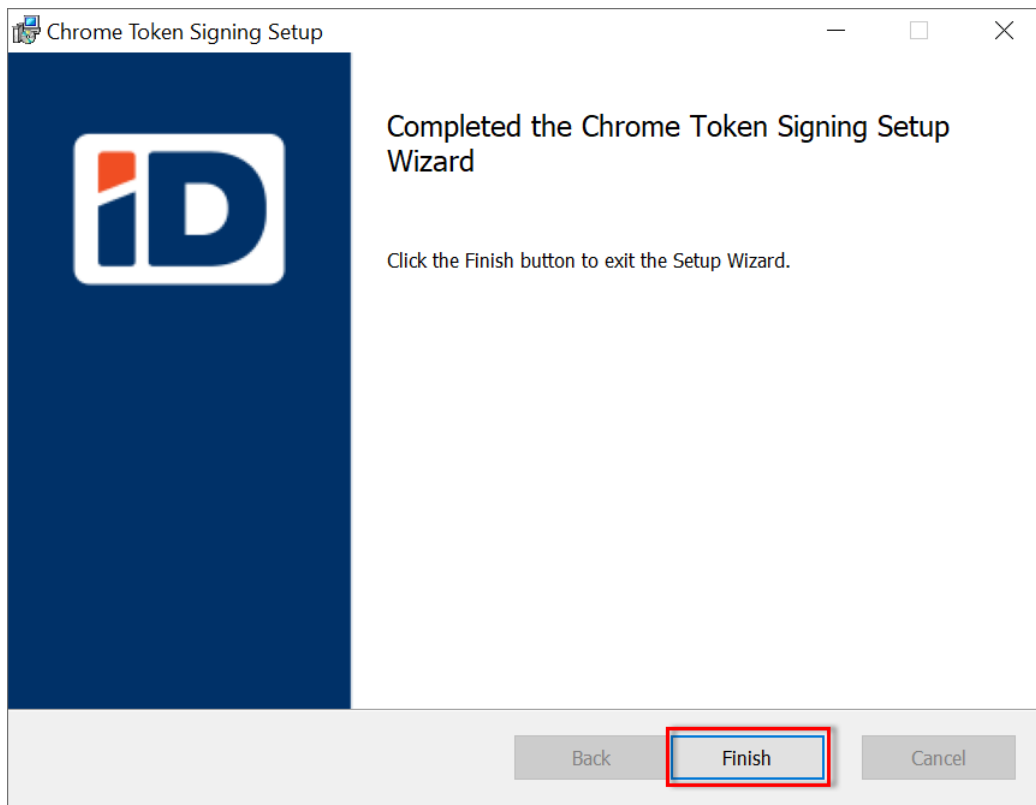 Chrome Token Signing Setup
iD
Completed the Chrome Token Signing Setup
Wizard
Click the Finish button to exit the Setup Wizard.
Back
Finish
Cancel